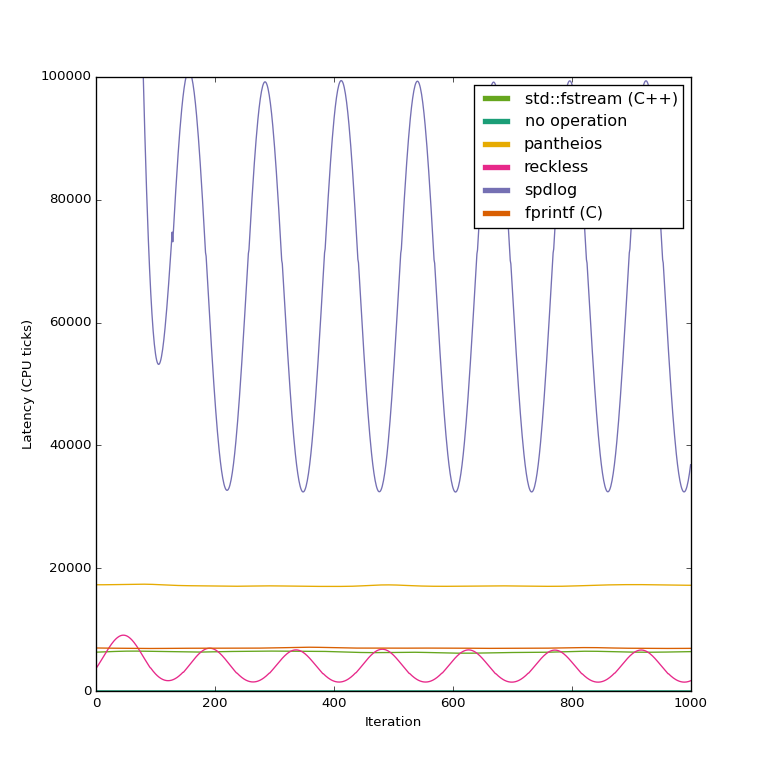 100000
80000
60000
40000
20000
0
Latency (CPU ticks)
std::fstream (C++)
no operation
pantheios
reckless
spdlog
fprintf (C)
0 200 400 600 800 1000
Iteration